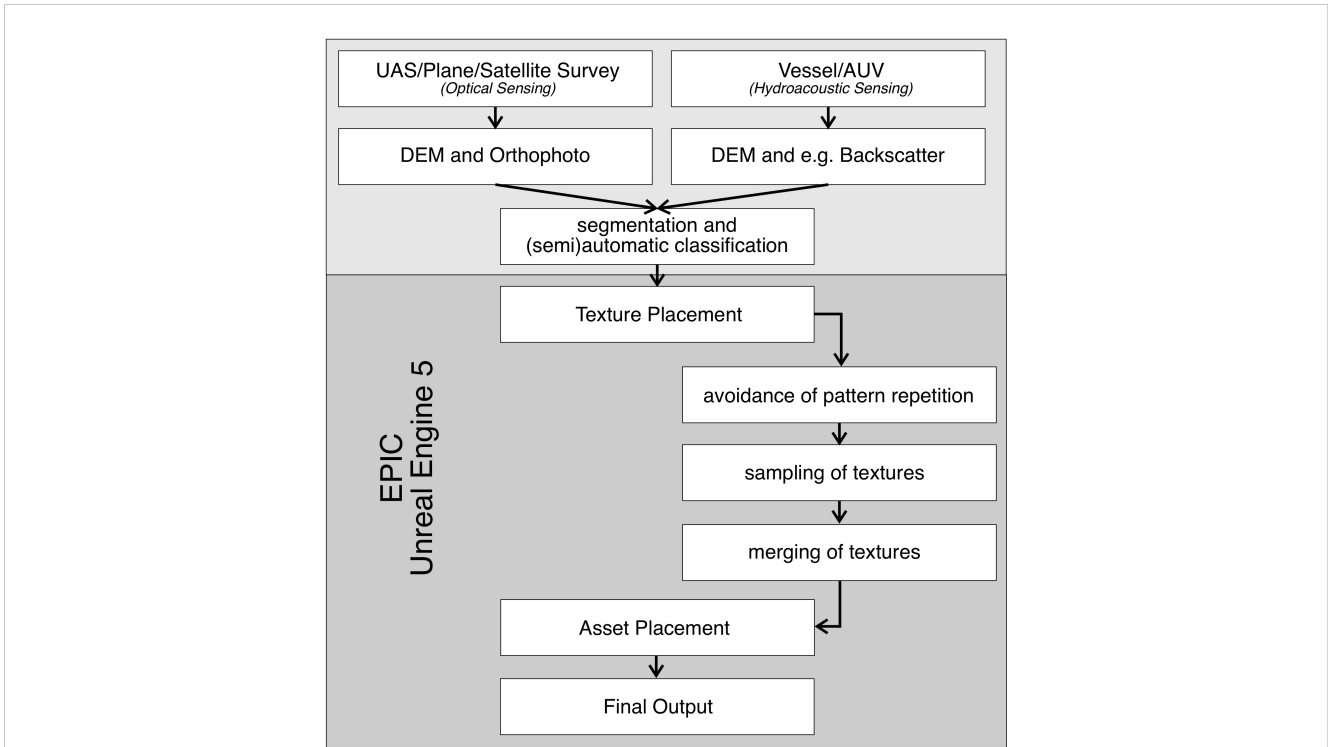 UAS/Plane/Satellite Survey
(Optical Sensing)
Vessel/AUV
(Hydroacoustic Sensing)
DEM and Orthophoto
DEM and e.g. Backscatter
segmentation and
(semi)automatic classification
Texture Placement
EPIC
Unreal Engine 5
avoidance of pattern repetition
sampling of textures
merging of textures
Asset Placement
Final Output